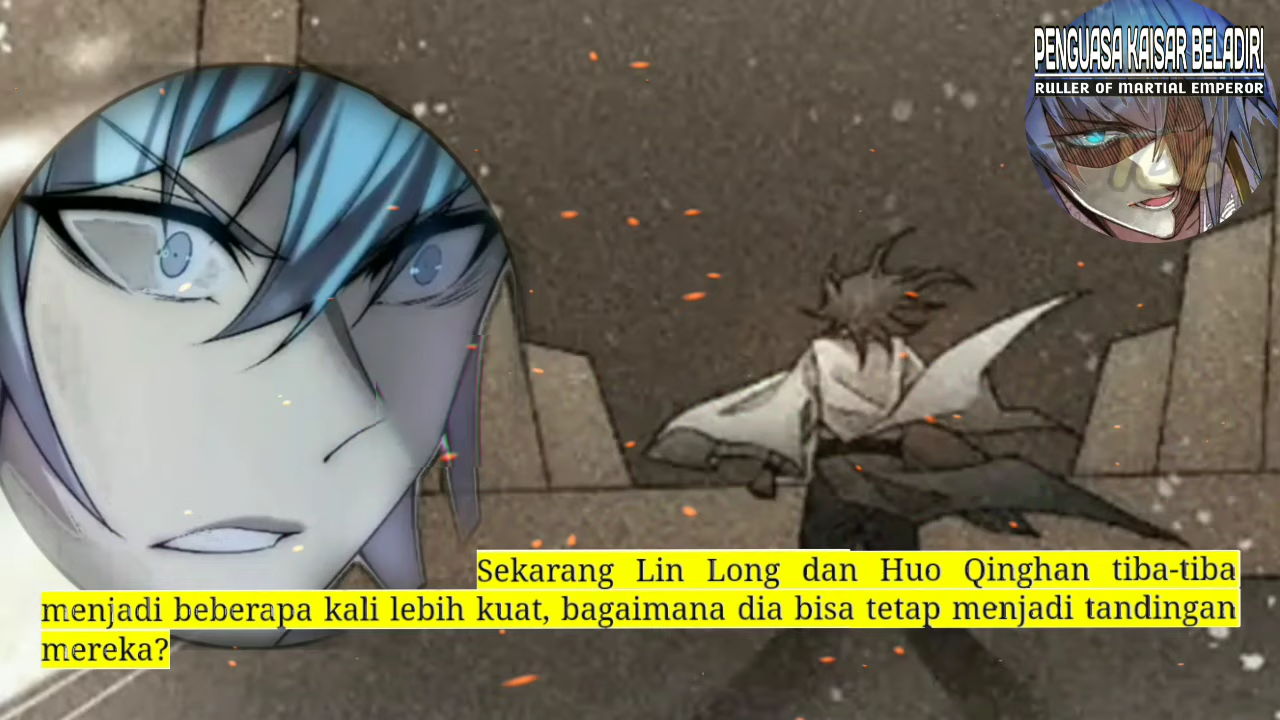 PENGUASA KAISAR BELADIRI
RULLER OF MARTIAL EMPEROR
Sekarang Lin Long dan Huo Qinghan tiba-tiba
menjadi beberapa kali lebih kuat, bagaimana dia bisa tetap menjadi tandingan
mereka?